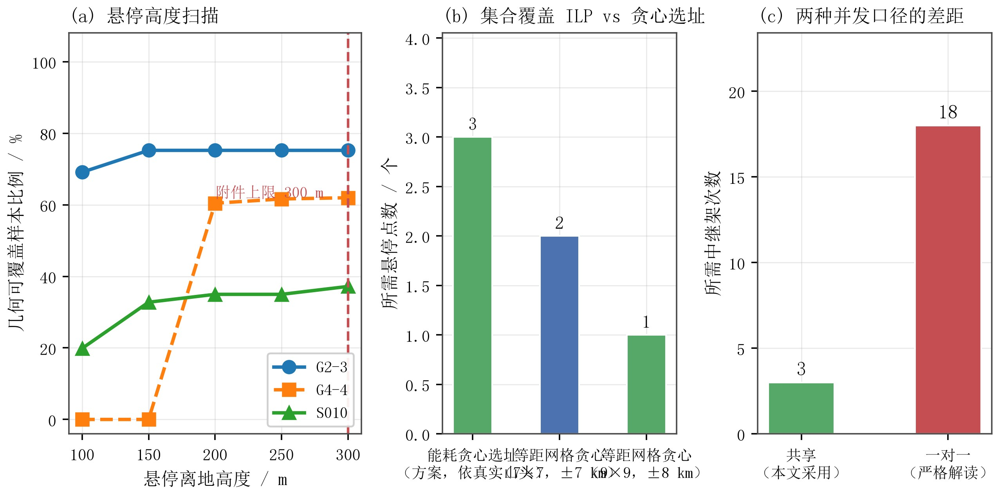 (a) 悬停高度扫描
几何可覆盖样本比例 / %
100
80
60
40
20
0
附件上限 300 m
G2-3
G4-4
S010
100 150 200 250 300
悬停离地高度 / m
(b) 集合覆盖 ILP vs 贪心选址
所需悬停点数 / 个
4.0
3.5
3.0
2.5
2.0
1.5
1.0
0.5
0.0
3
2
1
能耗贪心选址
(方案, 依真实
等距网格贪心
(7×7, ±7 km)
等距网格贪心
(9×9, ±8 km)
(c) 两种并发口径的差距
所需中继架次数
20
15
10
5
0
3
18
共享
(本文采用)
一对一
(严格解读)